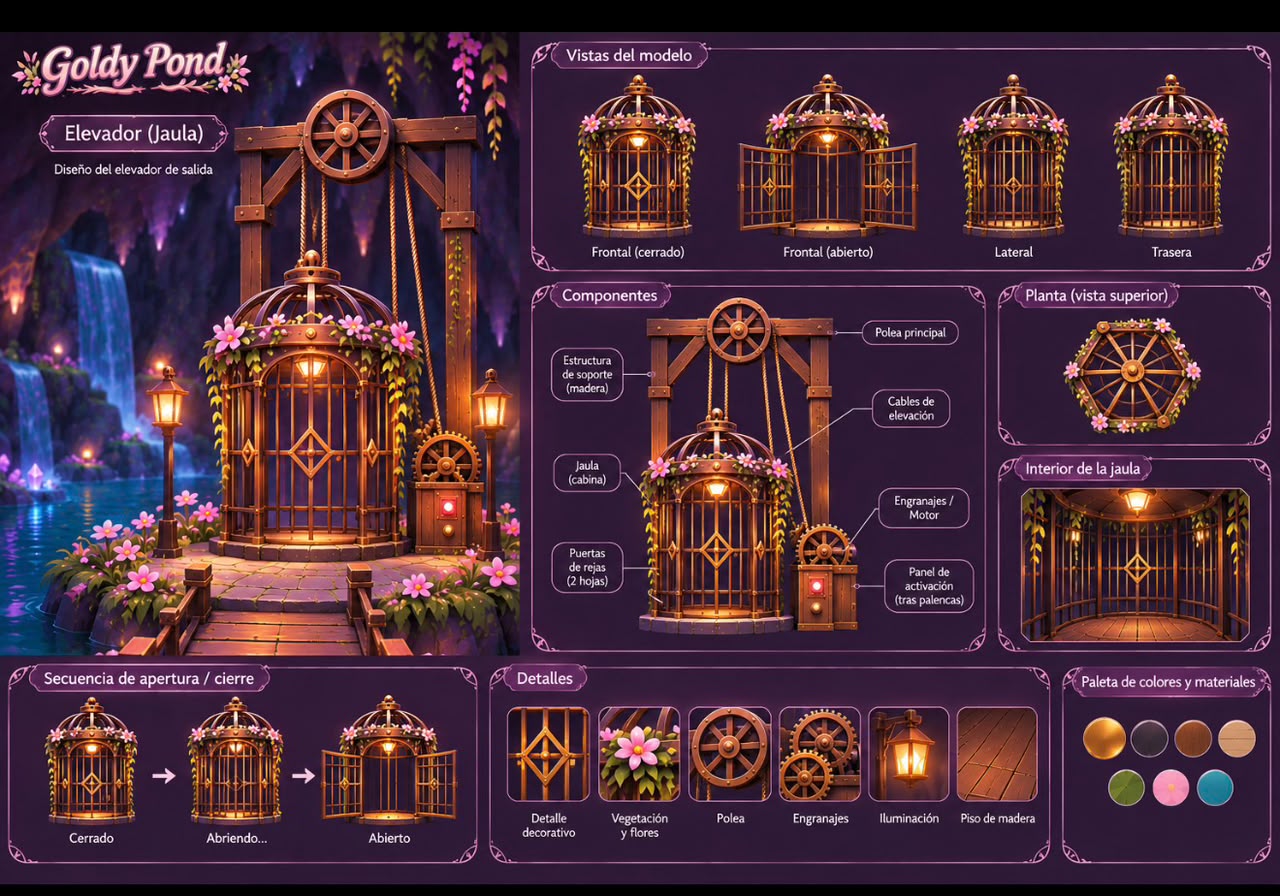 Goldy Pond
Elevador (Jaula)
Diseño del elevador de salida
Vistas del modelo
Frontal (cerrado)
Frontal (abierto)
Lateral
Trasera
Componentes
Polea principal
Estructura
de soporte
(madera)
Cables de
elevación
Jaula
(cabina)
Engranajes /
Motor
Puertas
de rejas
(2 hojas)
Panel de
activación
(tras palencas)
Planta (vista superior)
Interior de la jaula
Secuencia de apertura / cierre
Cerrado
Abriendo...
Abierto
Detalles
Detalle
decorativo
Vegetación
y flores
Polea
Engranajes
Iluminación
Piso de madera
Paleta de colores y materiales